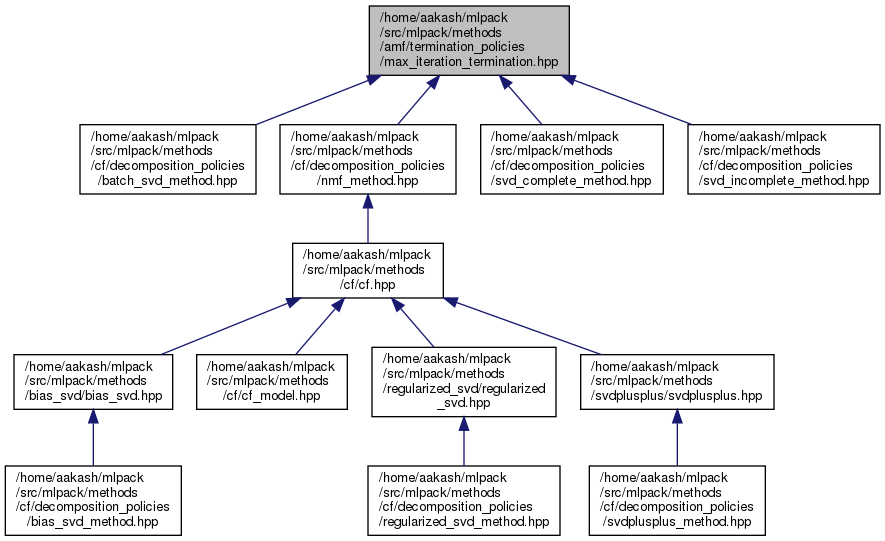 /home/aakash/mlpack
/src/mlpack/methods
/amf/termination_policies
/max_iteration_termination.hpp
/home/aakash/mlpack
/src/mlpack/methods
/cf/decomposition_policies
/batch_svd_method.hpp
/home/aakash/mlpack
/src/mlpack/methods
/cf/decomposition_policies
/nmf_method.hpp
/home/aakash/mlpack
/src/mlpack/methods
/cf/decomposition_policies
/svd_complete_method.hpp
/home/aakash/mlpack
/src/mlpack/methods
/cf/decomposition_policies
/svd_incomplete_method.hpp
/home/aakash/mlpack
/src/mlpack/methods
/cf/cf.hpp
/home/aakash/mlpack
/src/mlpack/methods
/bias_svd/bias_svd.hpp
/home/aakash/mlpack
/src/mlpack/methods
/cf/cf_model.hpp
/home/aakash/mlpack
/src/mlpack/methods
/regularized_svd/regularized
_svd.hpp
/home/aakash/mlpack
/src/mlpack/methods
/svdplusplus/svdplusplus.hpp
/home/aakash/mlpack
/src/mlpack/methods
/cf/decomposition_policies
/bias_svd_method.hpp
/home/aakash/mlpack
/src/mlpack/methods
/cf/decomposition_policies
/regularized_svd_method.hpp
/home/aakash/mlpack
/src/mlpack/methods
/cf/decomposition_policies
/svdplusplus_method.hpp